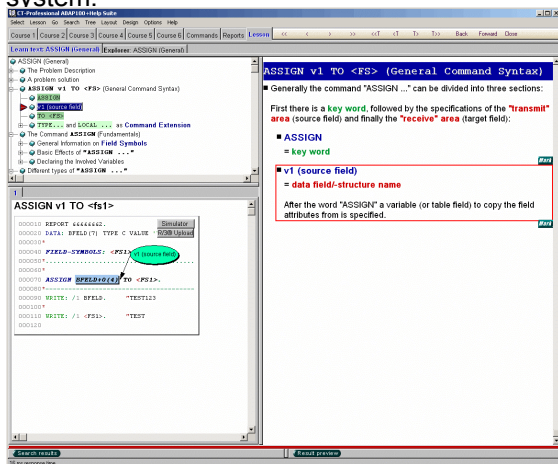 system.
CT-Professional ABAP100+Help Suite
Select Lesson Go Search Tree Layout Design Options Help
Course 1 Course 2 Course 3 Course 4 Course 5 Course 6 Commands Reports Lesson << < > >> <<T <T T> T>> Back Forward Close
Learn text: ASSIGN (General) Explorer: ASSIGN (General)
ASSIGN (General)
The Problem Description
A problem solution
ASSIGN v1 TO <FS> (General Command Syntax)
ASSIGN
v1 (source field)
TO <FS>
TYPE... and LOCAL ... as Command Extension
The Command ASSIGN (Fundamentals)
General Information on Field Symbols
Basic Effects of "ASSIGN ..."
Declaring the Involved Variables
Different types of "ASSIGN ..."
1
ASSIGN v1 TO <fs1>
000010 REPORT 66666662. Simulator
000020 DATA: BFELD(7) TYPE C VALUE ' R/3® Upload
000030*
000040 FIELD-SYMBOLS: <FS1> v1 (source field)
000050*
000060*
000070 ASSIGN BFELD+0(4) TO <FS1>.
000080*
000090 WRITE: /1 BFELD. "TEST123
000100*
000110 WRITE: /1 <FS1>. "TEST
000120
ASSIGN v1 TO <FS> (General Command Syntax)
Generally the command "ASSIGN ..." can be divided into three sections:
First there is a key word, followed by the specifications of the "transmit"
area (source field) and finally the "receive" area (target field):
ASSIGN
= key word
Mark
v1 (source field)
= data field/-structure name
After the word "ASSIGN" a variable (or table field) to copy the field
attributes from is specified.
Mark
Search results
Result preview